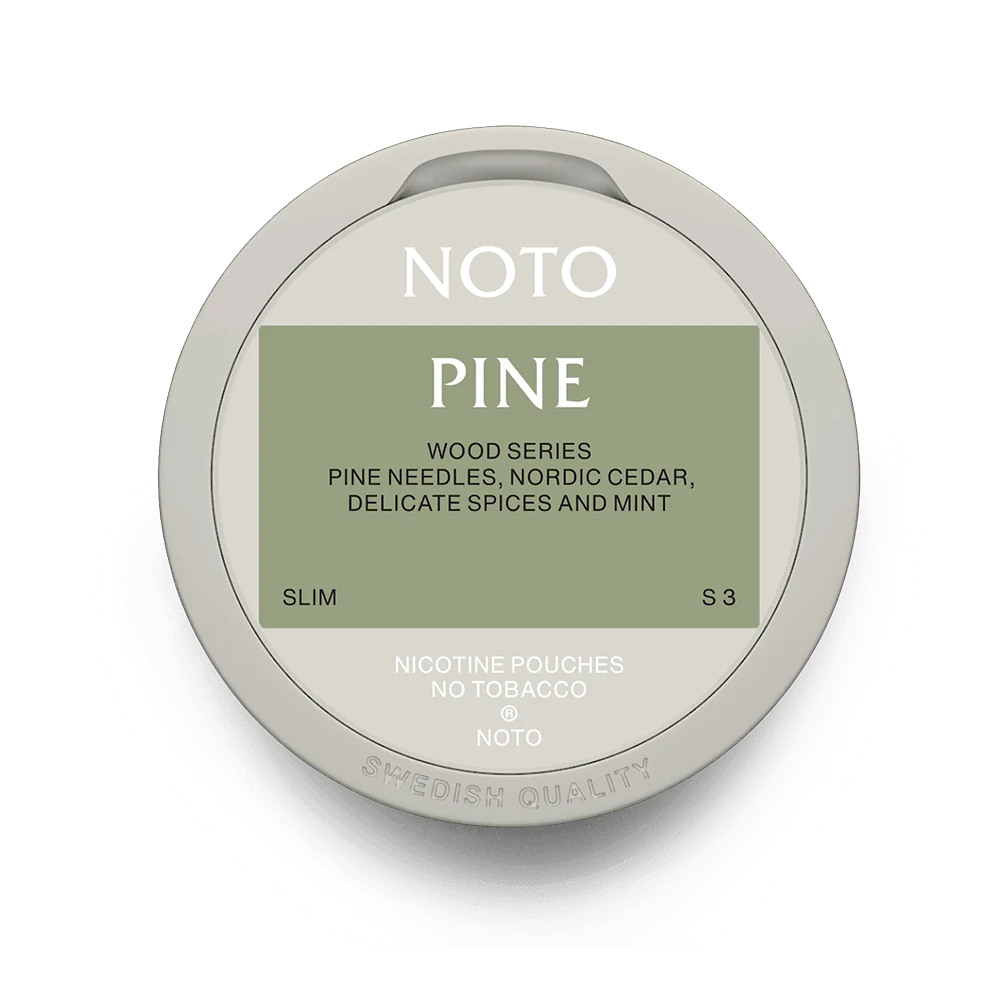 NOTO
PINE
WOOD SERIES
PINE NEEDLES, NORDIC CEDAR,
DELICATE SPICES AND MINT
SLIM
S 3
NICOTINE POUCHES
NO TOBACCO
®
NOTO
SWEDISH QUALITY